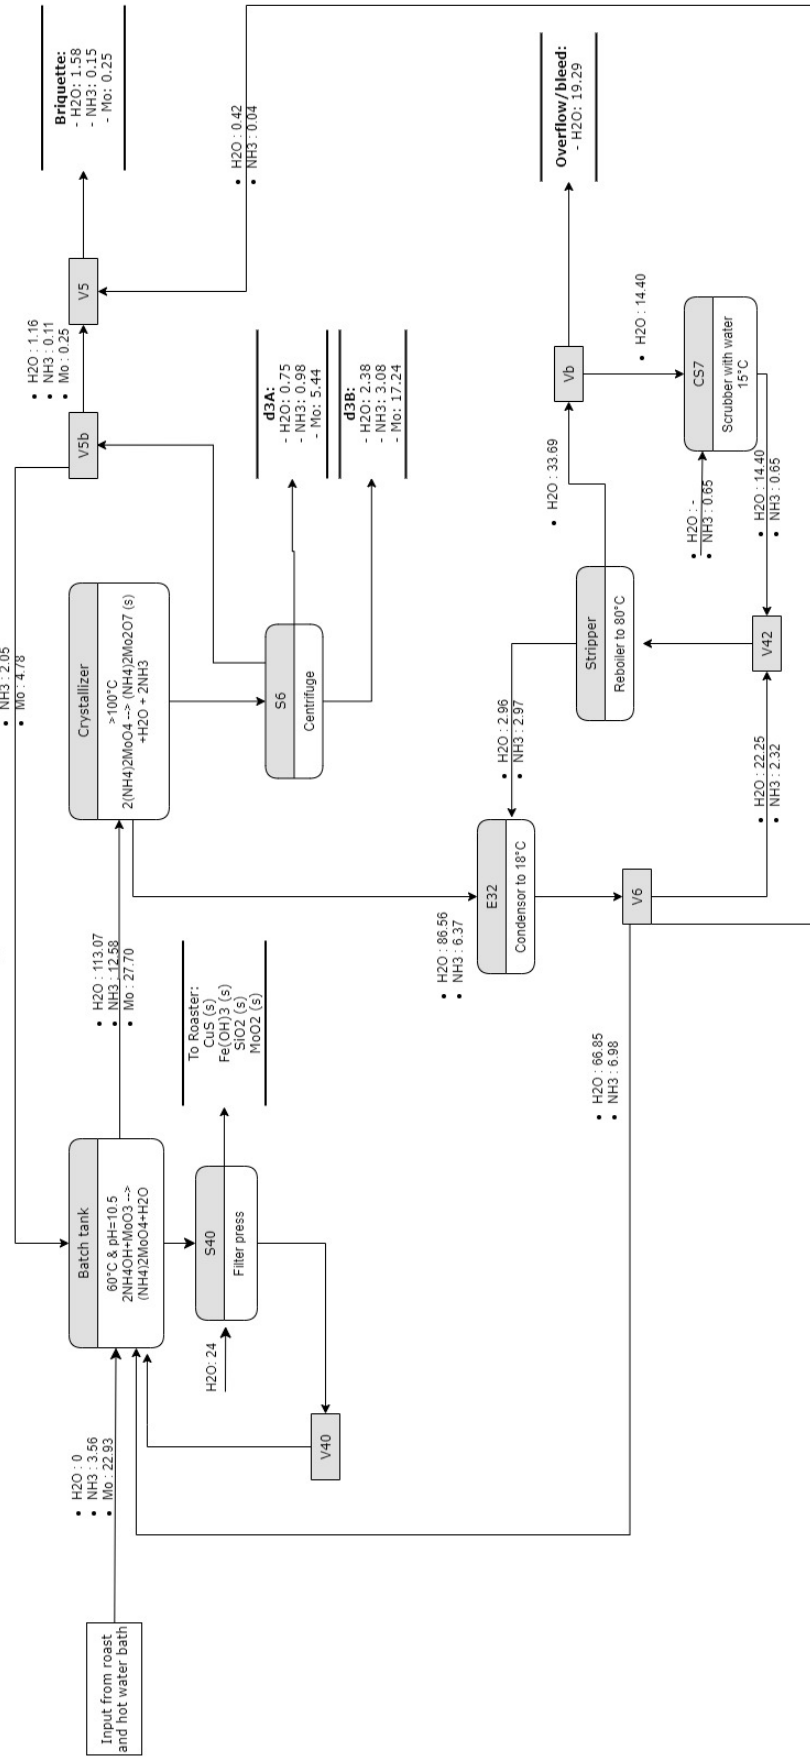 Input from roast
and hot water bath
• H2O : 0
• NH3 : 3.56
• Mo : 22.93
Batch tank
60°C & pH=10.5
2NH4OH+MoO3 -->
(NH4)2MoO4+H2O
H2O: 24
S40
Filter press
V40
To Roaster:
CuS (s)
Fe(OH)3 (s)
SiO2 (s)
MoO2 (s)
• H2O : 113.07
• NH3 : 12.58
• Mo : 27.70
• NH3 : 2.05
• Mo : 4.78
Crystallizer
>100°C
2(NH4)2MoO4 --> (NH4)2Mo2O7 (s)
+H2O + 2NH3
S6
Centrifuge
V5b
• H2O : 1.16
• NH3 : 0.11
• Mo : 0.25
V5
Briquette:
- H2O: 1.58
- NH3: 0.15
- Mo: 0.25
• H2O : 0.42
• NH3 : 0.04
d3A:
- H2O: 0.75
- NH3: 0.98
- Mo: 5.44
d3B:
- H2O: 2.38
- NH3: 3.08
- Mo: 17.24
• H2O : 86.56
• NH3 : 6.37
E32
Condensor to 18°C
• H2O : 2.96
• NH3 : 2.97
Stripper
Reboiler to 80°C
• H2O : 33.69
Vb
Overflow/bleed:
- H2O: 19.29
• H2O : 14.40
CS7
Scrubber with water
15°C
• H2O : -
• NH3 : 0.65
• H2O : 14.40
• NH3 : 0.65
V42
• H2O : 22.25
• NH3 : 2.32
V6
• H2O : 66.85
• NH3 : 6.98